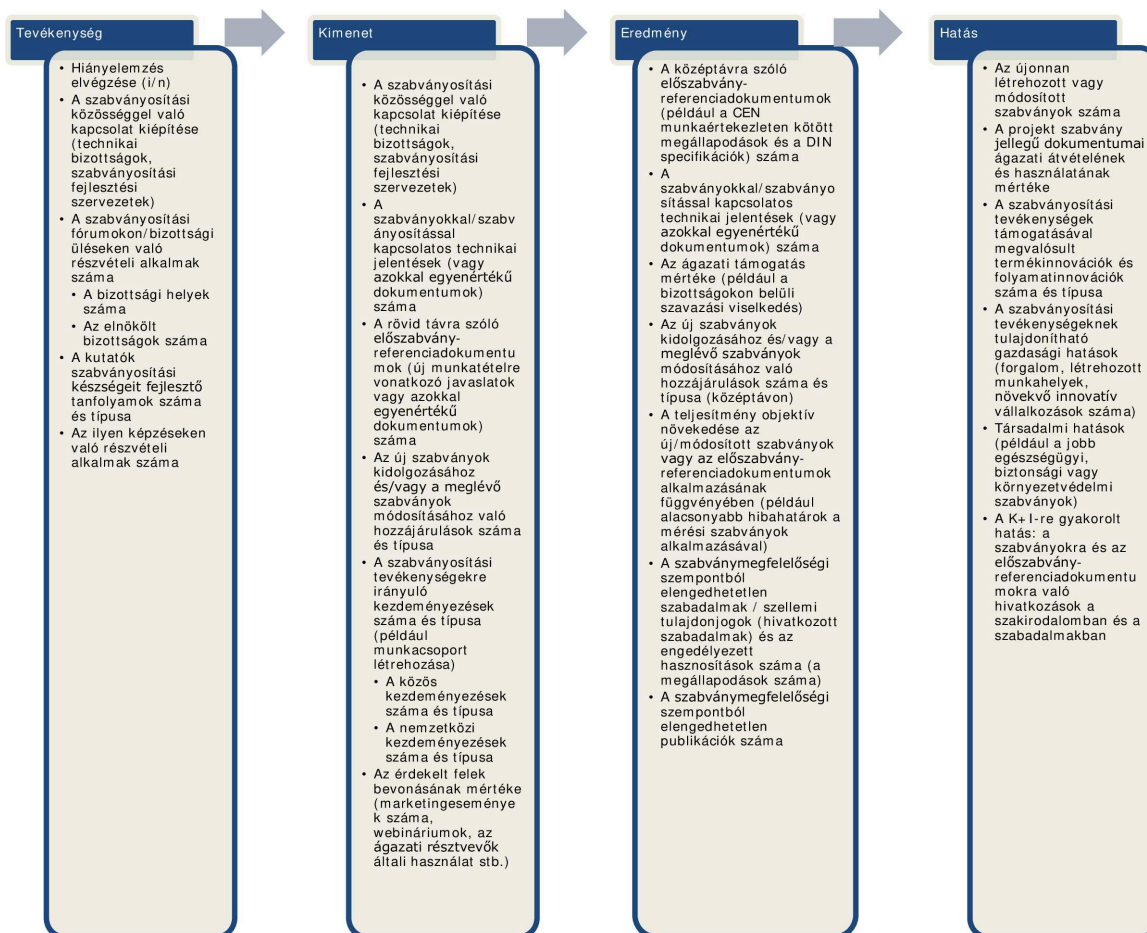 Tevékenység
• Hiányelemzés
elvégzése (i/n)
• A szabványosítási
közösséggel való
kapcsolat kiépítése
(technikai
bizottságok,
szabványosítási
fejlesztési
szervezetek)
• A szabványosítási
fórumokon/bizottsági
üléseken való
részvételi alkalmak
száma
• A bizottsági helyek
száma
• Az elnökölt
bizottságok száma
• A kutatók
szabványosítási
készségeit fejlesztő
tanfolyamok száma
és típusa
• Az ilyen képzéseken
való részvételi
alkalmak száma
Kimenet
• A szabványosítási
közösséggel való
kapcsolat kiépítése
(technikai
bizottságok,
szabványosítási
fejlesztési
szervezetek)
• A
szabványokkal/szabv
ányosítással
kapcsolatos technikai
jelentések (vagy
azokkal egyenértékű
dokumentumok)
száma
• A rövid távra szóló
előszabvány-
referenciadokumentu
mok (új munkatételre
vonatkozó javaslatok
vagy azokkal
egyenértékű
dokumentumok)
száma
• Az új szabványok
kidolgozásához
és/vagy a meglévő
szabványok
módosításához való
hozzájárulások száma
és típusa
• A szabványosítási
tevékenységekre
irányuló
kezdeményezések
száma és típusa
(például
munkacsoport
létrehozása)
• A közös
kezdeményezések
száma és típusa
• A nemzetközi
kezdeményezések
száma és típusa
• Az érdekelt felek
bevonásának mértéke
(marketingeseménye
k száma,
webináriumok, az
ágazati résztvevők
általi használat stb.)
Eredmény
• A középtávra szóló
előszabvány-
referenciadokumentumok
(például a CEN
munkaértekezleten kötött
megállapodások és a DIN
specifikációk) száma
• A
szabványokkal/szabványo
sítással kapcsolatos
technikai jelentések (vagy
azokkal egyenértékű
dokumentumok) száma
• Az ágazati támogatás
mértéke (például a
bizottságokon belüli
szavazási viselkedés)
• Az új szabványok
kidolgozásához és/vagy a
meglévő szabványok
módosításához való
hozzájárulások száma és
típusa (középtávon)
• A teljesítmény objektív
növekedése az
új/módosított szabványok
vagy az előszabvány-
referenciadokumentumok
alkalmazásának
függvényében (például
alacsonyabb hibahatárok a
mérési szabványok
alkalmazásával)
• A szabványmegfelelőségi
szempontból
elengedhetetlen
szabadalmak / szellemi
tulajdonjogok (hivatkozott
szabadalmak) és az
engedélyezett
hasznosítások száma (a
megállapodások száma)
• A szabványmegfelelőségi
szempontból
elengedhetetlen
publikációk száma
Hatás
• Az újonnan
létrehozott vagy
módosított
szabványok száma
• A projekt szabvány
jellegű dokumentumai
ágazati átvételének
és használatának
mértéke
• A szabványosítási
tevékenységek
támogatásával
megvalósult
termékinnovációk és
folyamatinnovációk
száma és típusa
• A szabványosítási
tevékenységeknek
tulajdonítható
gazdasági hatások
(forgalom, létrehozott
munkahelyek,
növekvő innovatív
vállalkozások száma)
• Társadalmi hatások
(például a jobb
egészségügyi,
biztonsági vagy
környezetvédelmi
szabványok)
• A K+I-re gyakorolt
hatás: a
szabványokra és az
előszabvány-
referenciadokumentu
mokra való
hivatkozások a
szakirodalomban és a
szabadalmakban